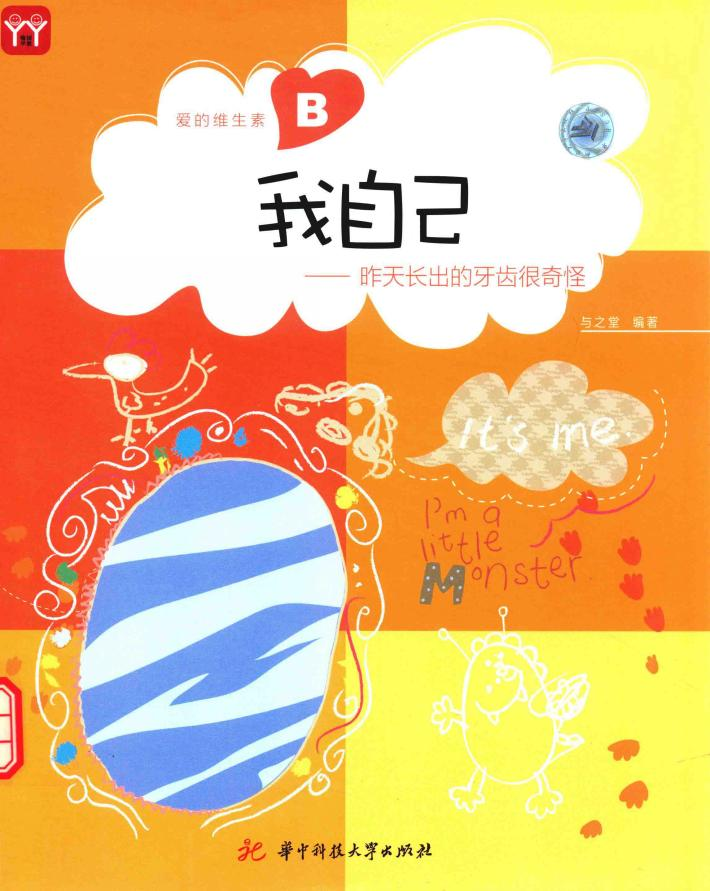 爱的维生素
B
我自己
—— 昨天长出的牙齿很奇怪
与之堂 编著
It's me.
I'm a
little
Monster
华中科技大学出版社